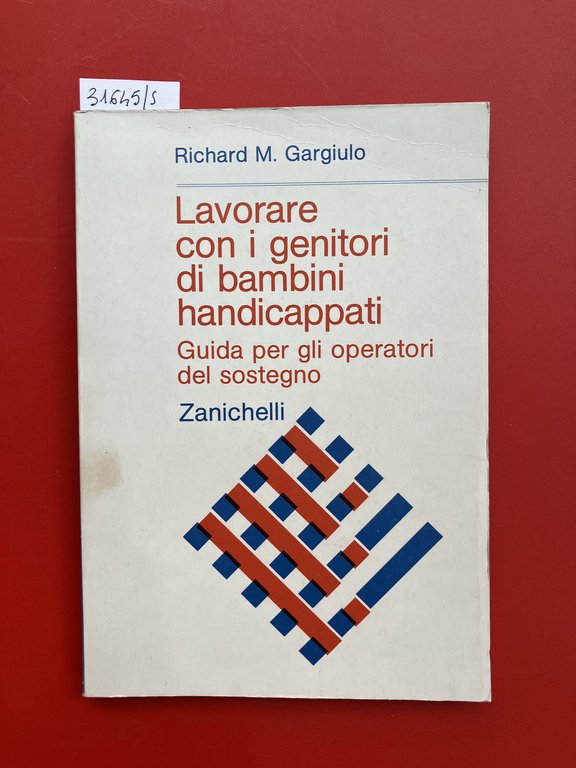 31645/s
Richard M. Gargiulo
Lavorare
con i genitori
di bambini
handicappati
Guida per gli operatori
del sostegno
Zanichelli